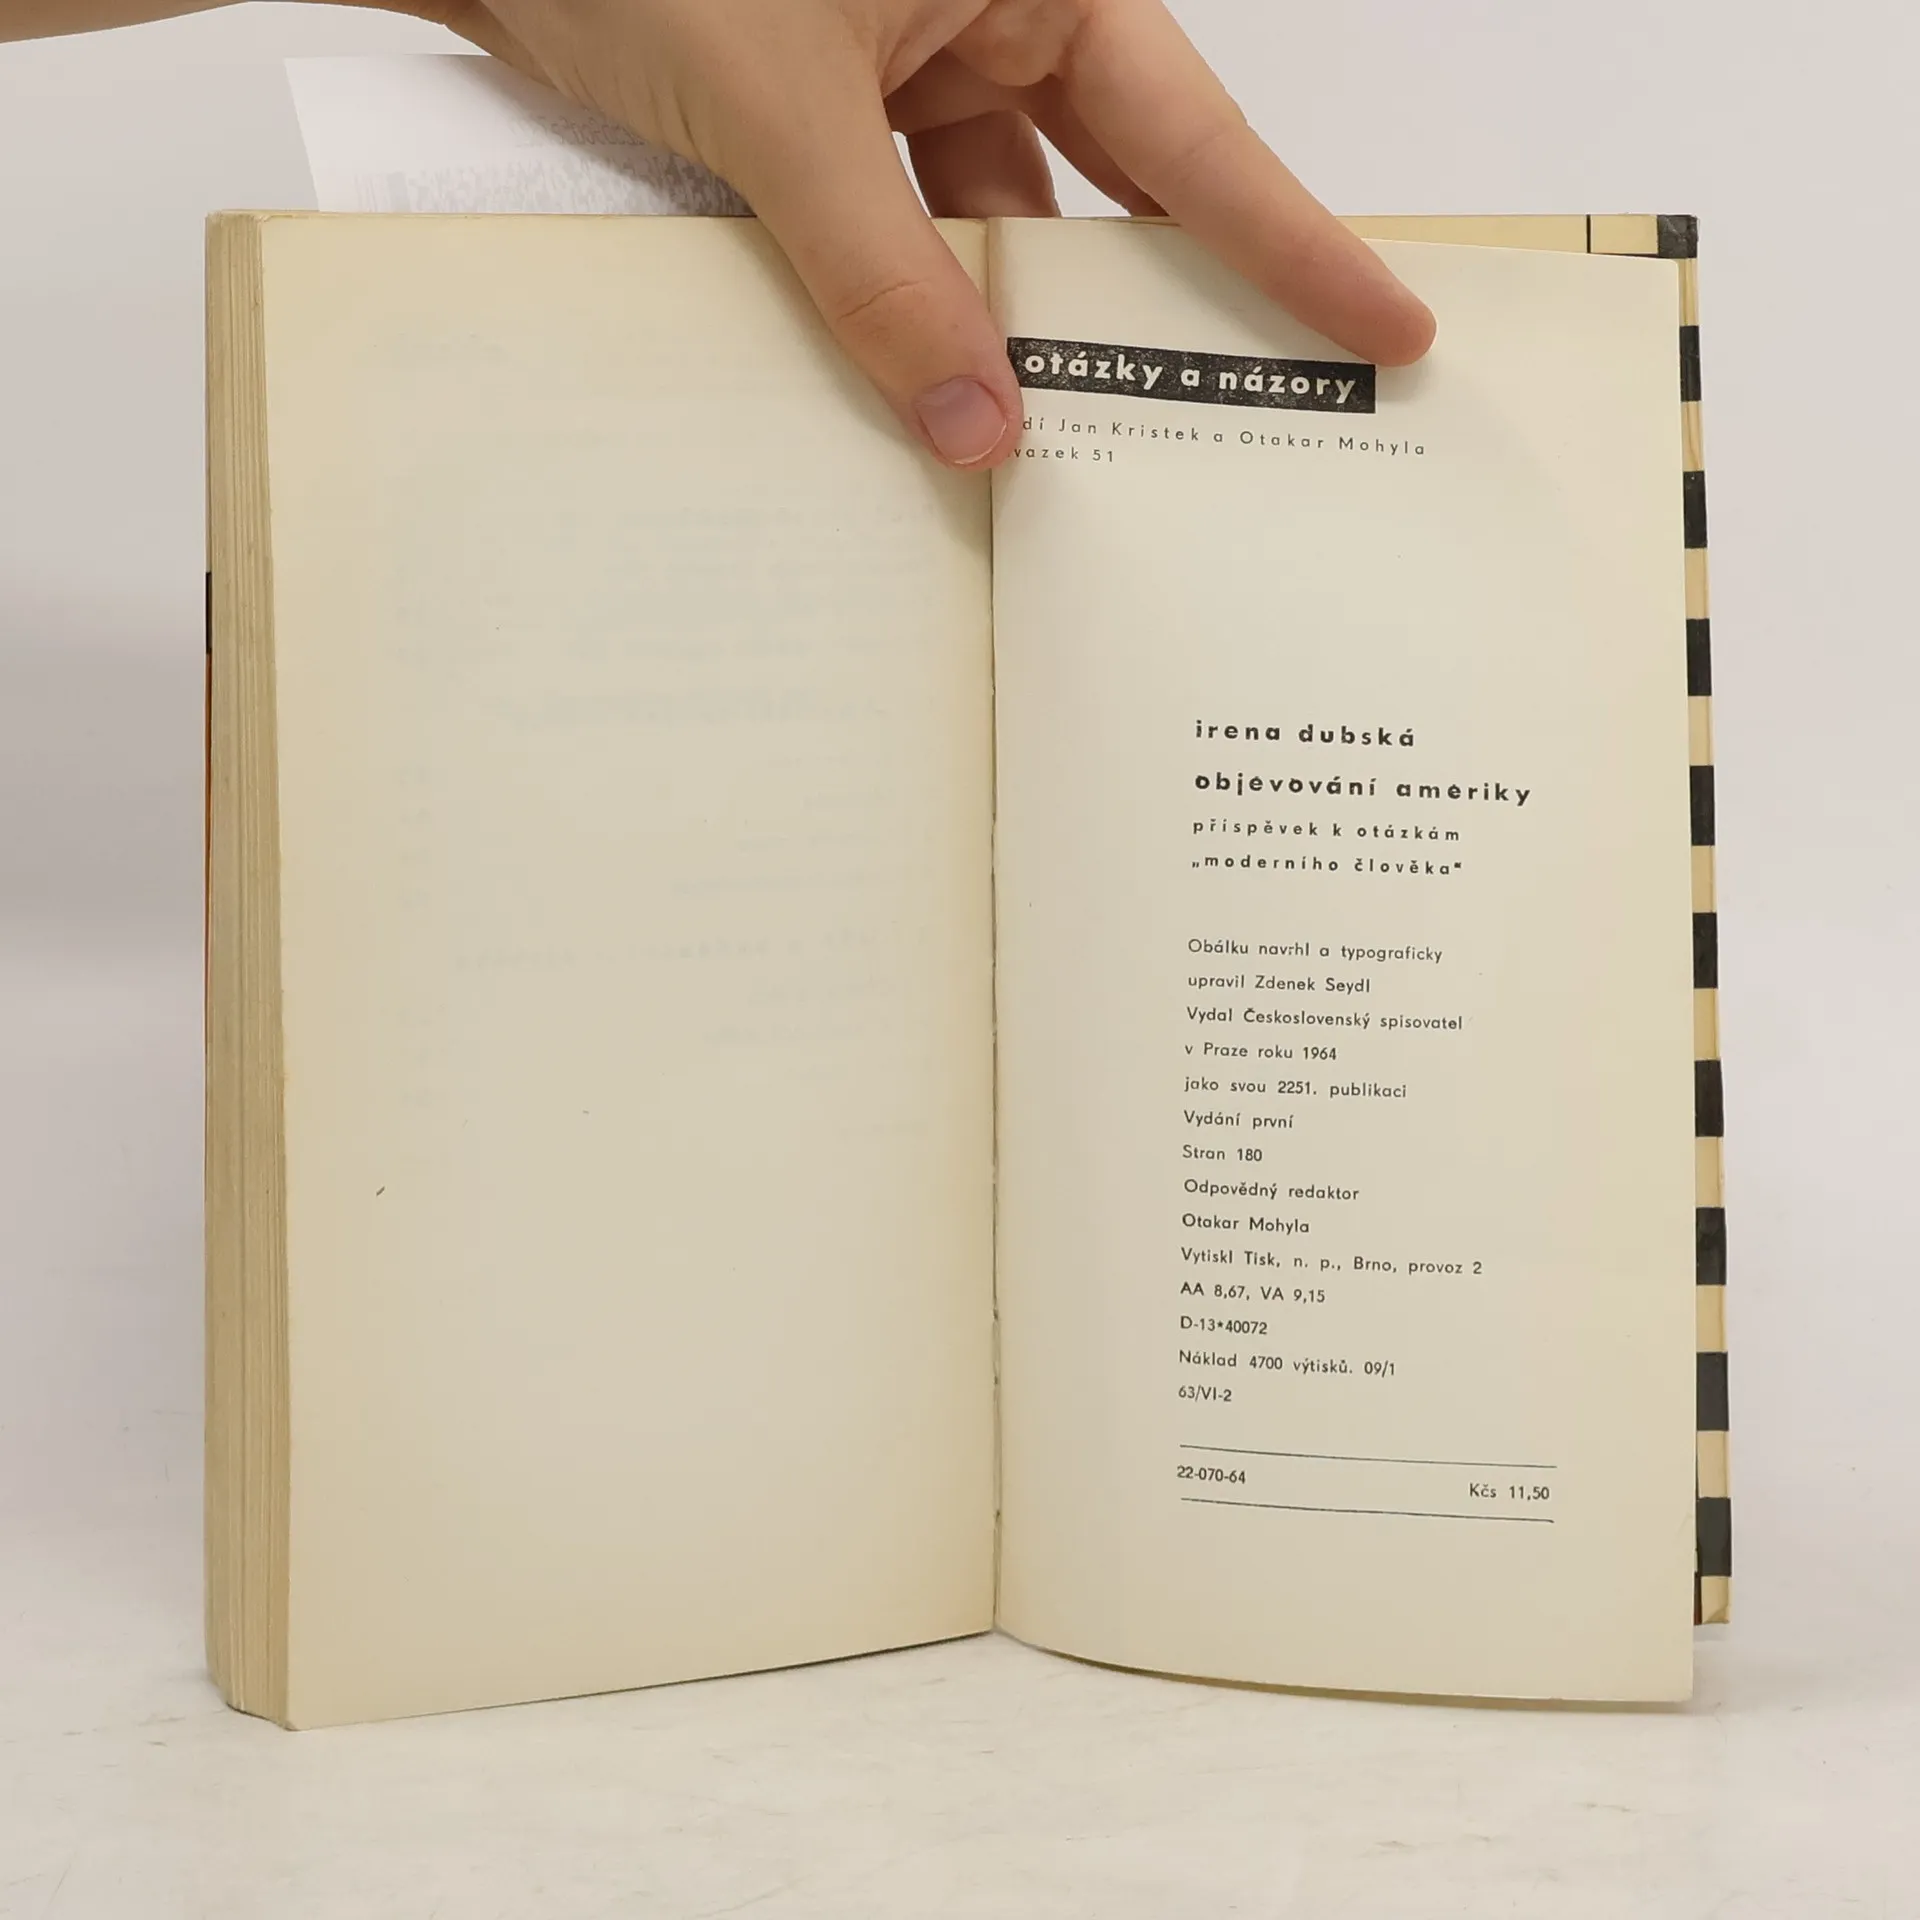 otázky a názory
Jan Kristek a Otakar Mohyla
51
irena dubská
objevování ameriky
příspěvek k otázkám
„moderního člověka“
Obálku navrhl a typograficky
upravil Zdenek Seydl
Vydal Československý spisovatel
v Praze roku 1964
jako svou 2251. publikaci
Vydání první
Stran 180
Odpovědný redaktor
Otakar Mohyla
Vytiskl Tisk, n. p., Brno, provoz 2
AA 8,67, VA 9,15
D-13*40072
Náklad 4700 výtisků. 09/1
63/VI-2
22-070-64 Kčs 11,50